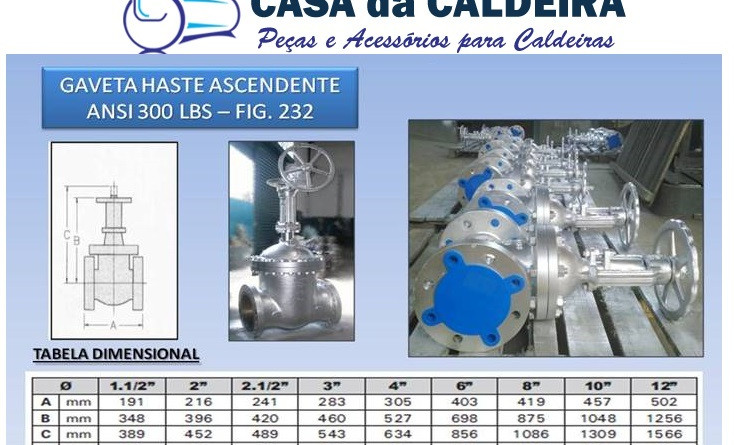 CASA da CALDEIRA
Peças e Acessórios para Caldeiras
GAVETA HASTE ASCENDENTE
ANSI 300 LBS – FIG. 232
C
B
A
TABELA DIMENSIONAL
Ø 1.1/2” 2” 2.1/2” 3” 4” 6” 8” 10” 12”
A mm 191 216 241 283 305 403 419 457 502
B mm 348 396 420 460 527 698 875 1048 1256
C mm 389 452 489 543 634 856 1086 1309 1566